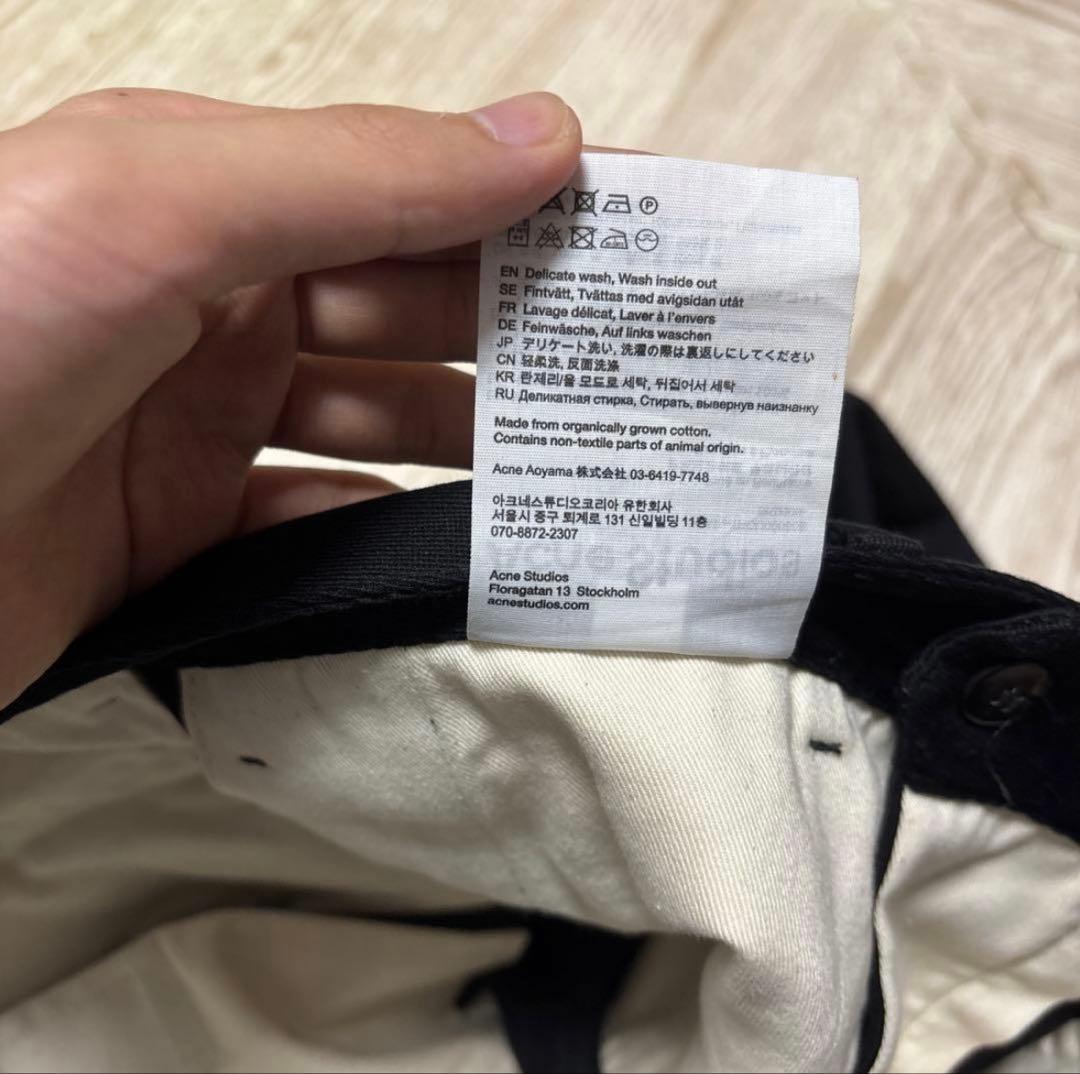 P
EN Delicate wash, Wash inside out
SE Fintvätt, Tvättas med avigsidan utåt
FR Lavage délicat, Laver à l'envers
DE Feinwäsche, Auf links waschen
JP デリケート洗い, 洗濯の際は裏返しにしてください
CN 轻柔洗, 反面洗涤
KR 란제리/울 모드로 세탁, 뒤집어서 세탁
RU Деликатная стирка, Стирать, вывернув наизнанку
Made from organically grown cotton.
Contains non-textile parts of animal origin.
Acne Aoyama 株式会社 03-6419-7748
아크네스튜디오코리아 유한회사
서울시 중구 퇴계로 131 신일빌딩 11층
070-8872-2307
Acne Studios
Floragatan 13 Stockholm
acnestudios.com
Acne Studios